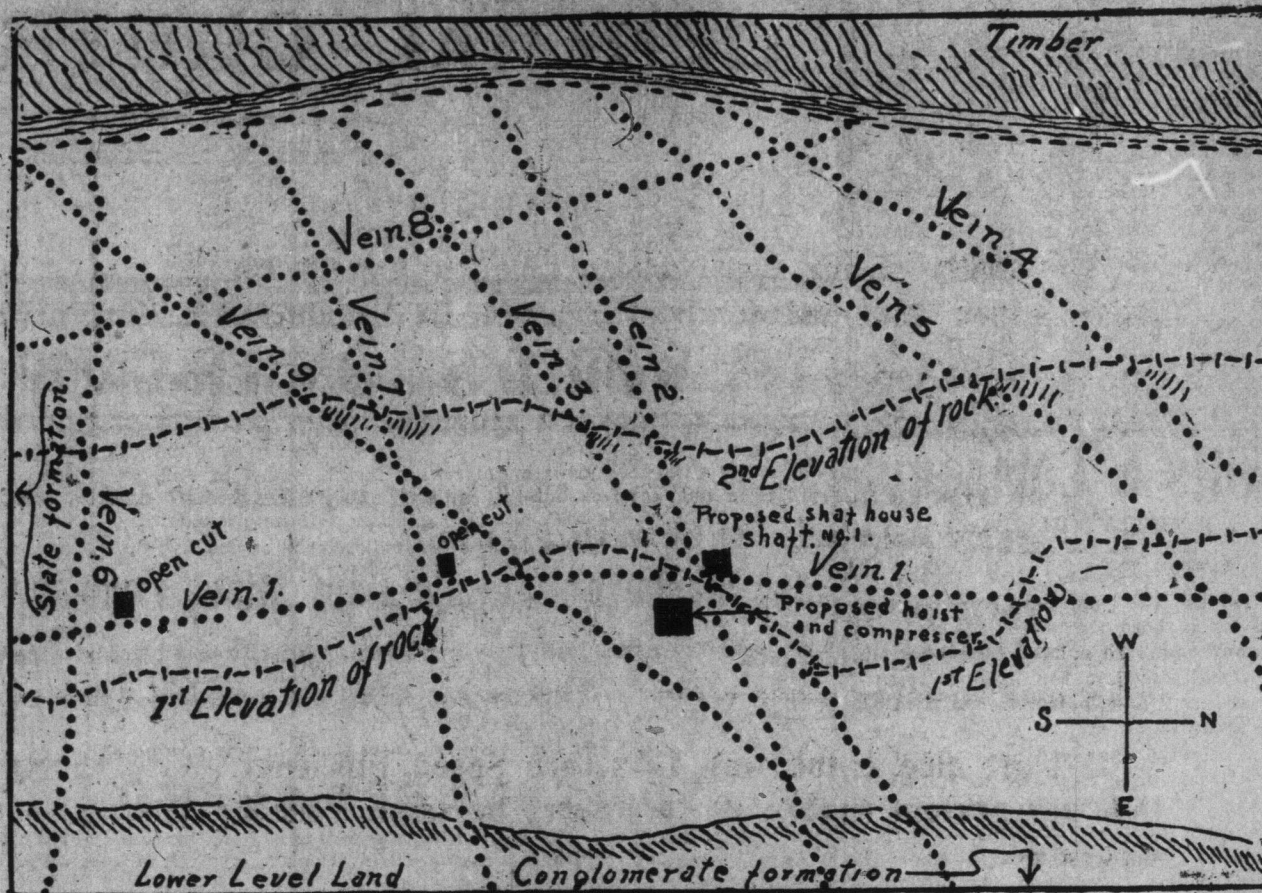 Timber
Vein. 4
Vein. 8
Vein. 5
Vein. 9.
Vein. 7
Vein. 3.
Vein 2.
2nd Elevation of rock
Slate formation.
Vein. 6
open cut
open cut.
Vein. 1.
Proposed shaf house
shaft. No. 1.
Vein. 1
Proposed hoist
and compresser
1st Elevation of rock
1st Elevation
W
S
N
E
Lower Level Land
Conglomerate formation